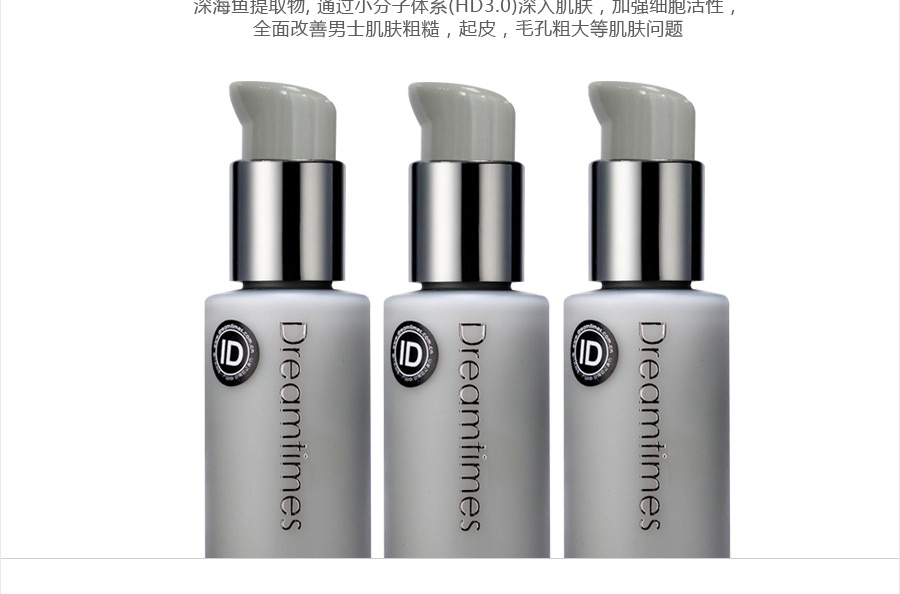 深海鱼提取物, 通过小分子体系(HD3.0)深入肌肤，加强细胞活性，
全面改善男士肌肤粗糙，起皮，毛孔粗大等肌肤问题
ID
Dreamtimes
ID
Dreamtimes
ID
Dreamtimes